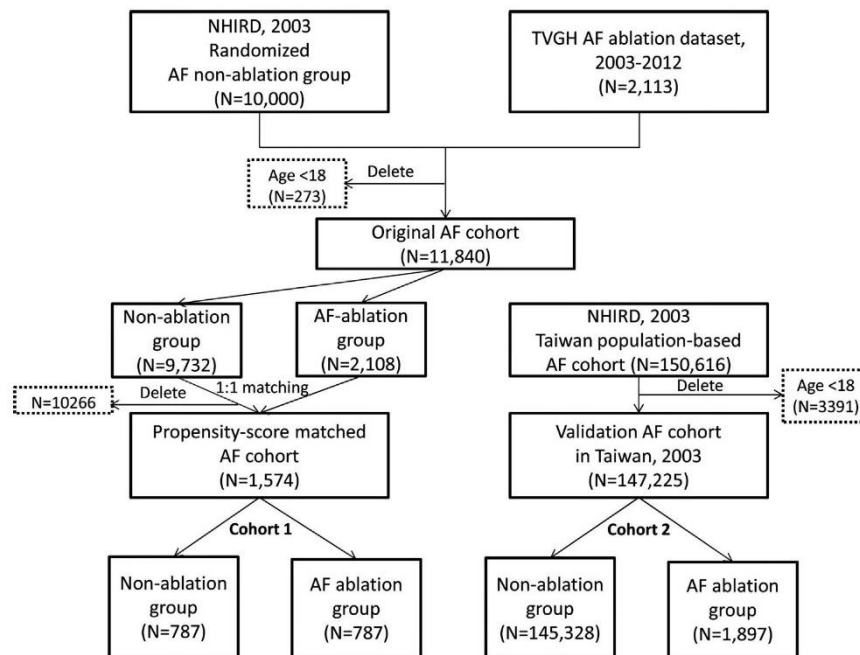 NHIRD, 2003
Randomized
AF non-ablation group
(N=10,000)
TVGH AF ablation dataset,
2003-2012
(N=2,113)
Age <18
(N=273)
Delete
Original AF cohort
(N=11,840)
Non-ablation
group
(N=9,732)
AF-ablation
group
(N=2,108)
NHIRD, 2003
Taiwan population-based
AF cohort (N=150,616)
N=10266
Delete
1:1 matching
Delete
Age <18
(N=3391)
Propensity-score matched
AF cohort
(N=1,574)
Validation AF cohort
in Taiwan, 2003
(N=147,225)
Cohort 1
Cohort 2
Non-ablation
group
(N=787)
AF ablation
group
(N=787)
Non-ablation
group
(N=145,328)
AF ablation
group
(N=1,897)